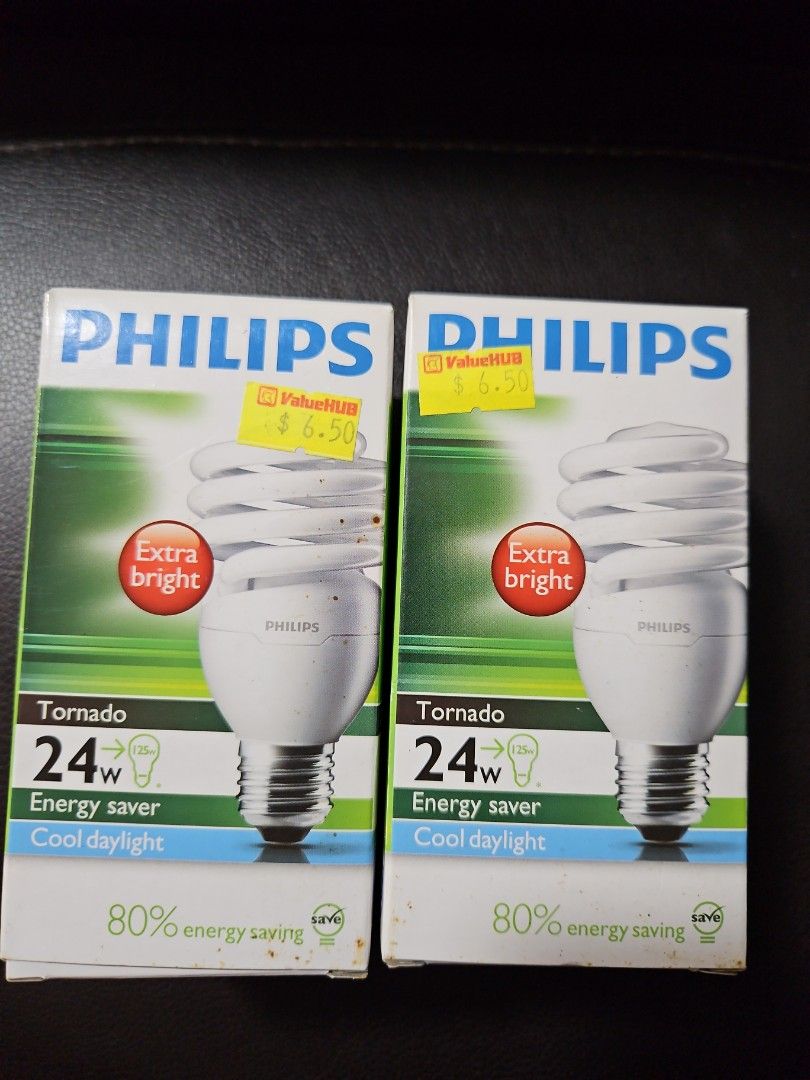 PHILIPS
ValueHUB
$ 6.50
Extra
bright
PHILIPS
Tornado
24w
125w
Energy saver
Cool daylight
80% energy saving
save
PHILIPS
ValueHUB
$ 6.50
Extra
bright
PHILIPS
Tornado
24w
125w
*
Energy saver
Cool daylight
80% energy saving
save